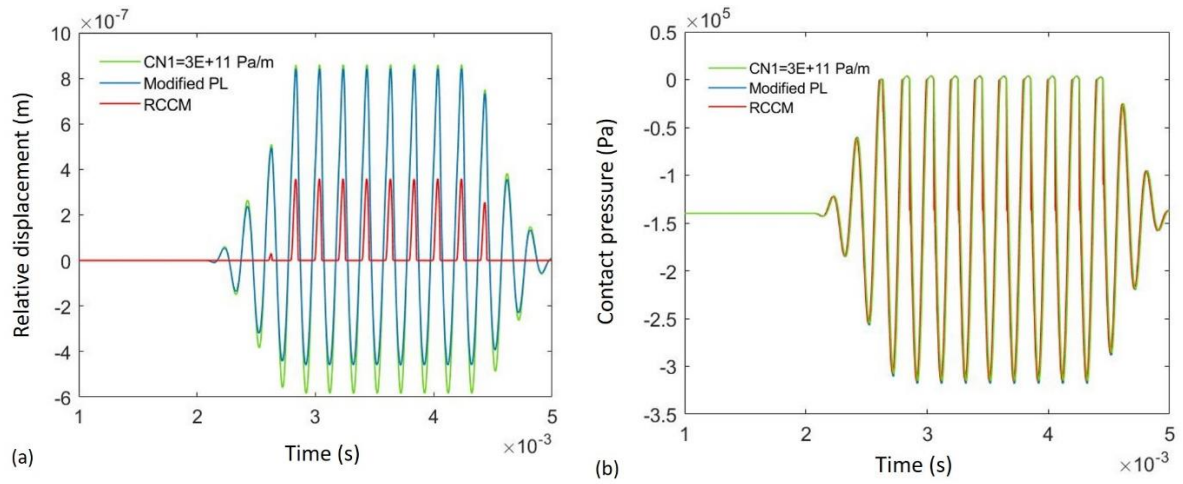 ×10⁻⁷
10
8
6
4
2
0
-2
-4
-6
Relative displacement (m)
CN1=3E+11 Pa/m
Modified PL
RCCM
1
2
3
4
5
×10⁻³
Time (s)
(a)
×10⁵
0.5
0
-0.5
-1
-1.5
-2
-2.5
-3
-3.5
Contact pressure (Pa)
CN1=3E+11 Pa/m
Modified PL
RCCM
1
2
3
4
5
×10⁻³
Time (s)
(b)